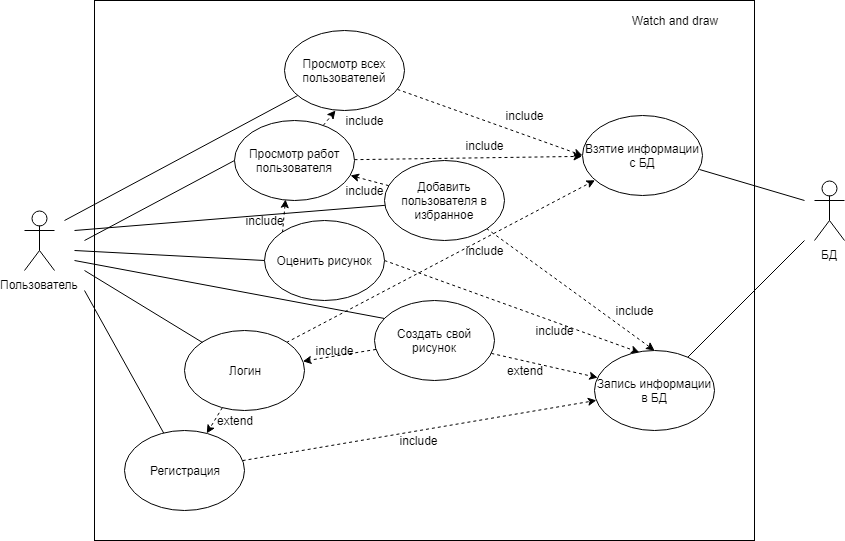 Watch and draw
Просмотр всех
пользователей
include
include
Просмотр работ
пользователя
include
Взятие информации
с БД
include
Добавить
пользователя в
избранное
include
Пользователь
БД
Оценить рисунок
include
include
include
Создать свой
рисунок
include
Логин
extend
Запись информации
в БД
extend
include
Регистрация